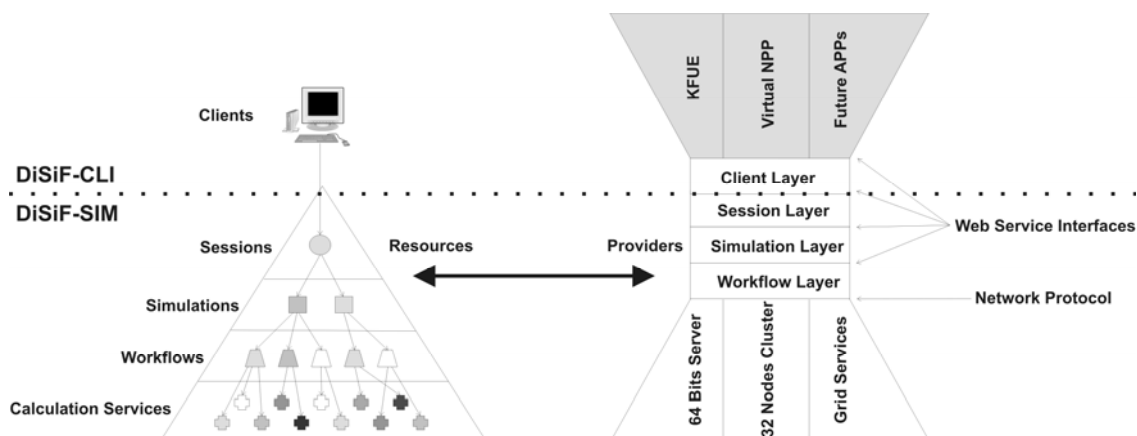 KFUE
Virtual NPP
Future APPs
Clients
DiSiF-CLI
Client Layer
DiSiF-SIM
Session Layer
Web Service Interfaces
Sessions
Resources
Providers
Simulation Layer
Workflow Layer
Simulations
Network Protocol
Workflows
Calculation Services
64 Bits Server
32 Nodes Cluster
Grid Services